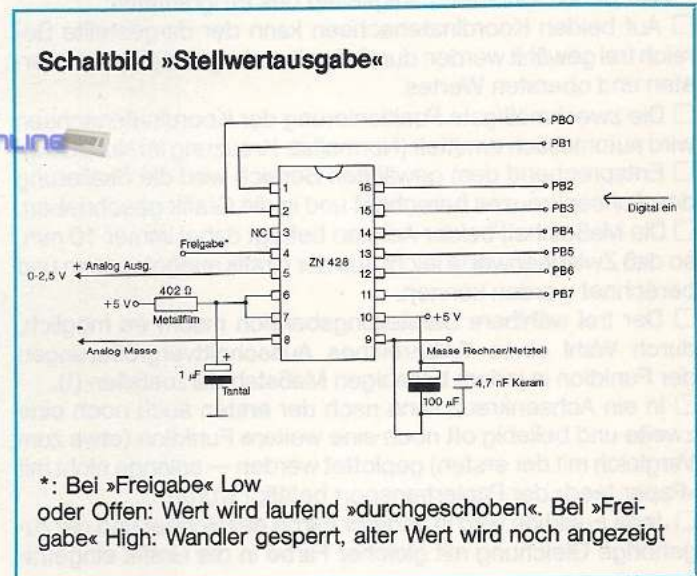 Schaltbild »Stellwertausgabe«
NLINE
PB0
PB1
1
16
PB2
2
15
PB3
Digital ein
NC
3
14
PB4
Freigabe*
4
ZN 428
13
PB5
0-2,5 V
+ Analog Ausg.
5
12
PB6
402 Ω
6
11
PB7
+5 V
Metallfilm
7
10
+5 V
-
Analog Masse
8
9
Masse Rechner/Netzteil
1 µF
Tantal
100 µF
4,7 nF Keram
*: Bei »Freigabe« Low
oder Offen: Wert wird laufend »durchgeschoben«. Bei »Frei-
gabe« High: Wandler gesperrt, alter Wert wird noch angezeigt